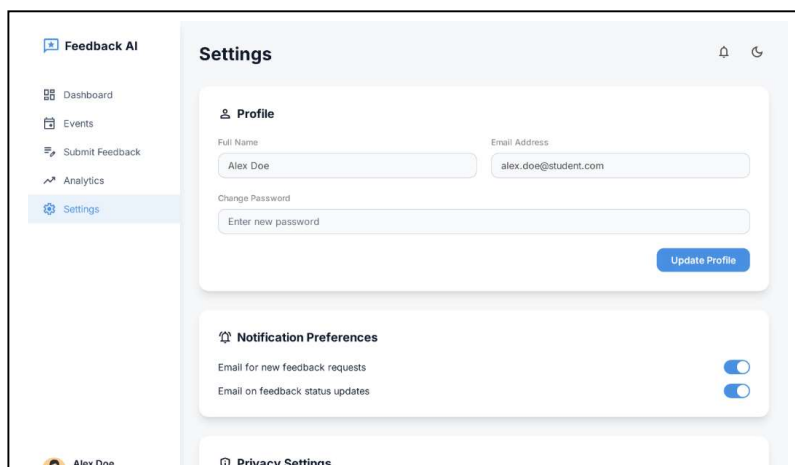 Feedback AI
Dashboard
Events
Submit Feedback
Analytics
Settings
Alex Doe
Settings
Profile
Full Name
Alex Doe
Email Address
alex.doe@student.com
Change Password
Enter new password
Update Profile
Notification Preferences
Email for new feedback requests
Email on feedback status updates
Privacy Settings